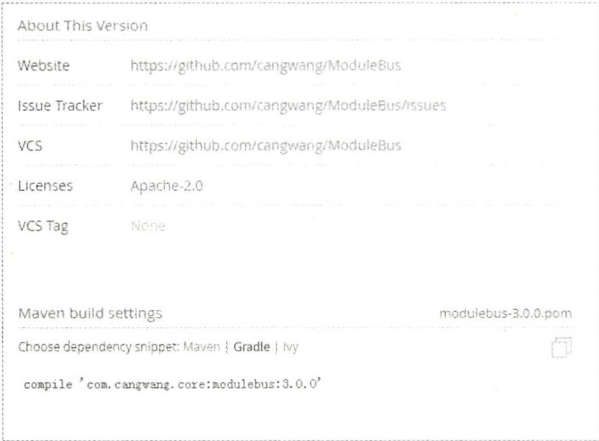 About This Version
Website https://github.com/cangwang/ModuleBus
Issue Tracker https://github.com/cangwang/ModuleBus/issues
VCS https://github.com/cangwang/ModuleBus
Licenses Apache-2.0
VCS Tag None
Maven build settings modulebus-3.0.0.pom
Choose dependency snippet: Maven | Gradle | Ivy
compile 'com.cangwang.core:modulebus:3.0.0'